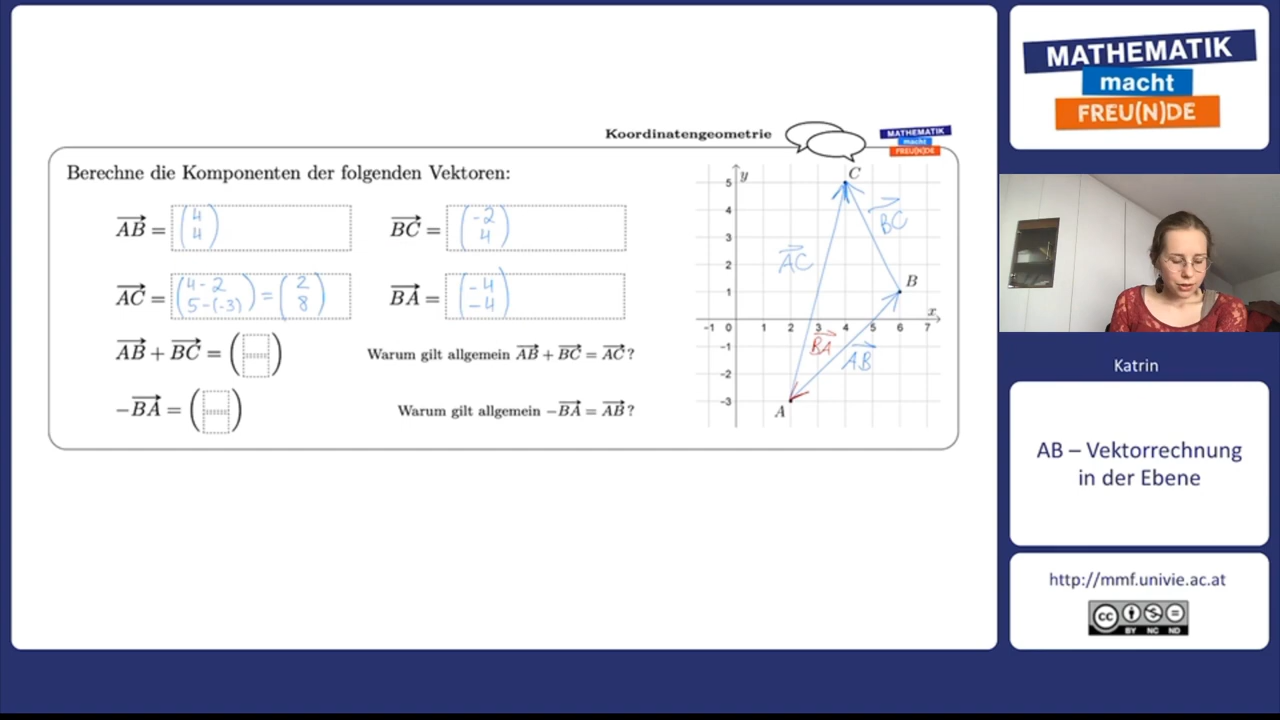 MATHEMATIK
macht
FREU(N)DE
Koordinatengeometrie
MATHEMATIK
macht
FREU(N)DE
Berechne die Komponenten der folgenden Vektoren:
AB = (4 4)
BC = (-2 4)
AC = (4-2 5-(-3)) = (2 8)
BA = (-4 -4)
AB + BC = ( )
Warum gilt allgemein AB + BC = AC?
-BA = ( )
Warum gilt allgemein -BA = AB?
y
C
5
4
BC
3
AC
2
B
1
x
-1 0 1 2 3 4 5 6 7
-1
BA
AB
-2
-3
A
Katrin
AB – Vektorrechnung
in der Ebene
http://mmf.univie.ac.at
cc
BY NC ND